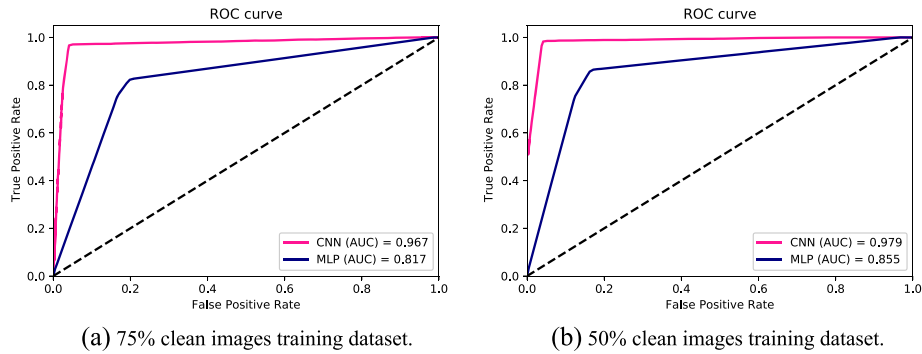 ROC curve
True Positive Rate
1.0
0.8
0.6
0.4
0.2
0.0
CNN (AUC) = 0.967
MLP (AUC) = 0.817
0.0 0.2 0.4 0.6 0.8 1.0
False Positive Rate
(a) 75% clean images training dataset.
ROC curve
True Positive Rate
1.0
0.8
0.6
0.4
0.2
0.0
CNN (AUC) = 0.979
MLP (AUC) = 0.855
0.0 0.2 0.4 0.6 0.8 1.0
False Positive Rate
(b) 50% clean images training dataset.